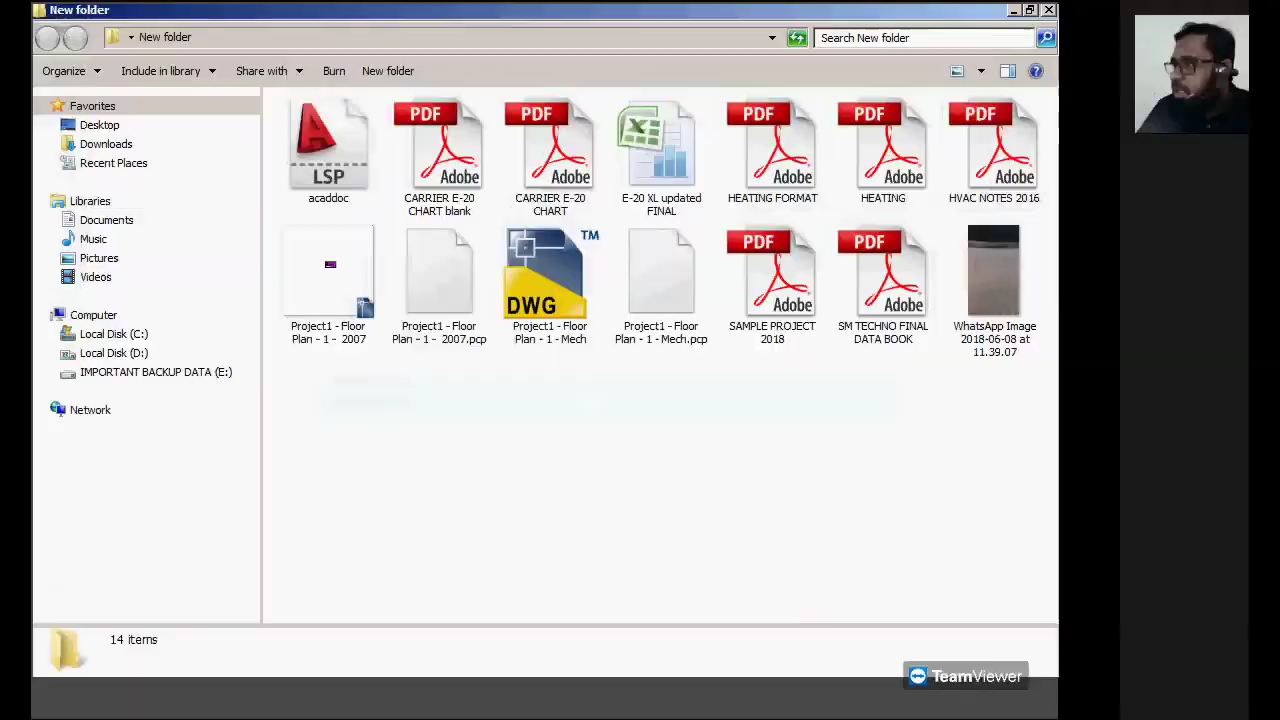 New folder
New folder
Search New folder
Organize
Include in library
Share with
Burn
New folder
Favorites
Desktop
Downloads
Recent Places
Libraries
Documents
Music
Pictures
Videos
Computer
Local Disk (C:)
Local Disk (D:)
IMPORTANT BACKUP DATA (E:)
Network
LSP
acaddoc
PDF
Adobe
CARRIER E-20
CHART blank
PDF
Adobe
CARRIER E-20
CHART
E-20 XL updated
FINAL
PDF
Adobe
HEATING FORMAT
PDF
Adobe
HEATING
PDF
Adobe
HVAC NOTES 2016
Project1 - Floor
Plan - 1 - 2007
Project1 - Floor
Plan - 1 - 2007.pcp
TM
DWG
Project1 - Floor
Plan - 1 - Mech
Project1 - Floor
Plan - 1 - Mech.pcp
PDF
Adobe
SAMPLE PROJECT
2018
PDF
Adobe
SM TECHNO FINAL
DATA BOOK
WhatsApp Image
2018-06-08 at
11.39.07
14 items
TeamViewer